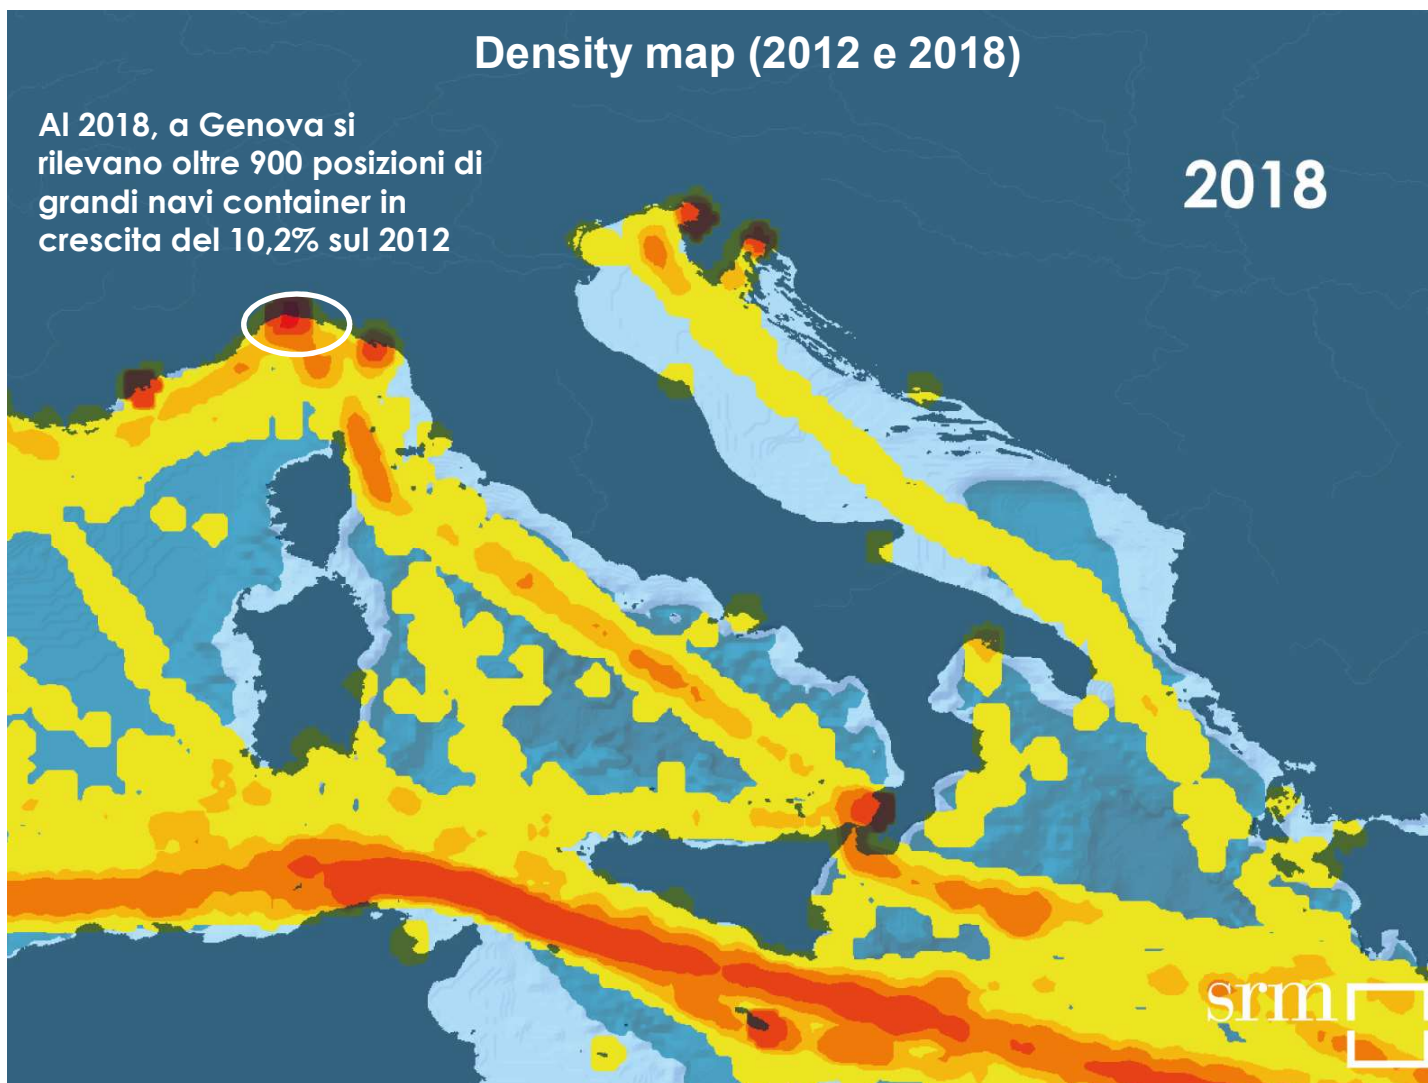 Density map (2012 e 2018)
Al 2018, a Genova si
rilevano oltre 900 posizioni di
grandi navi container in
crescita del 10,2% sul 2012
2018
srm